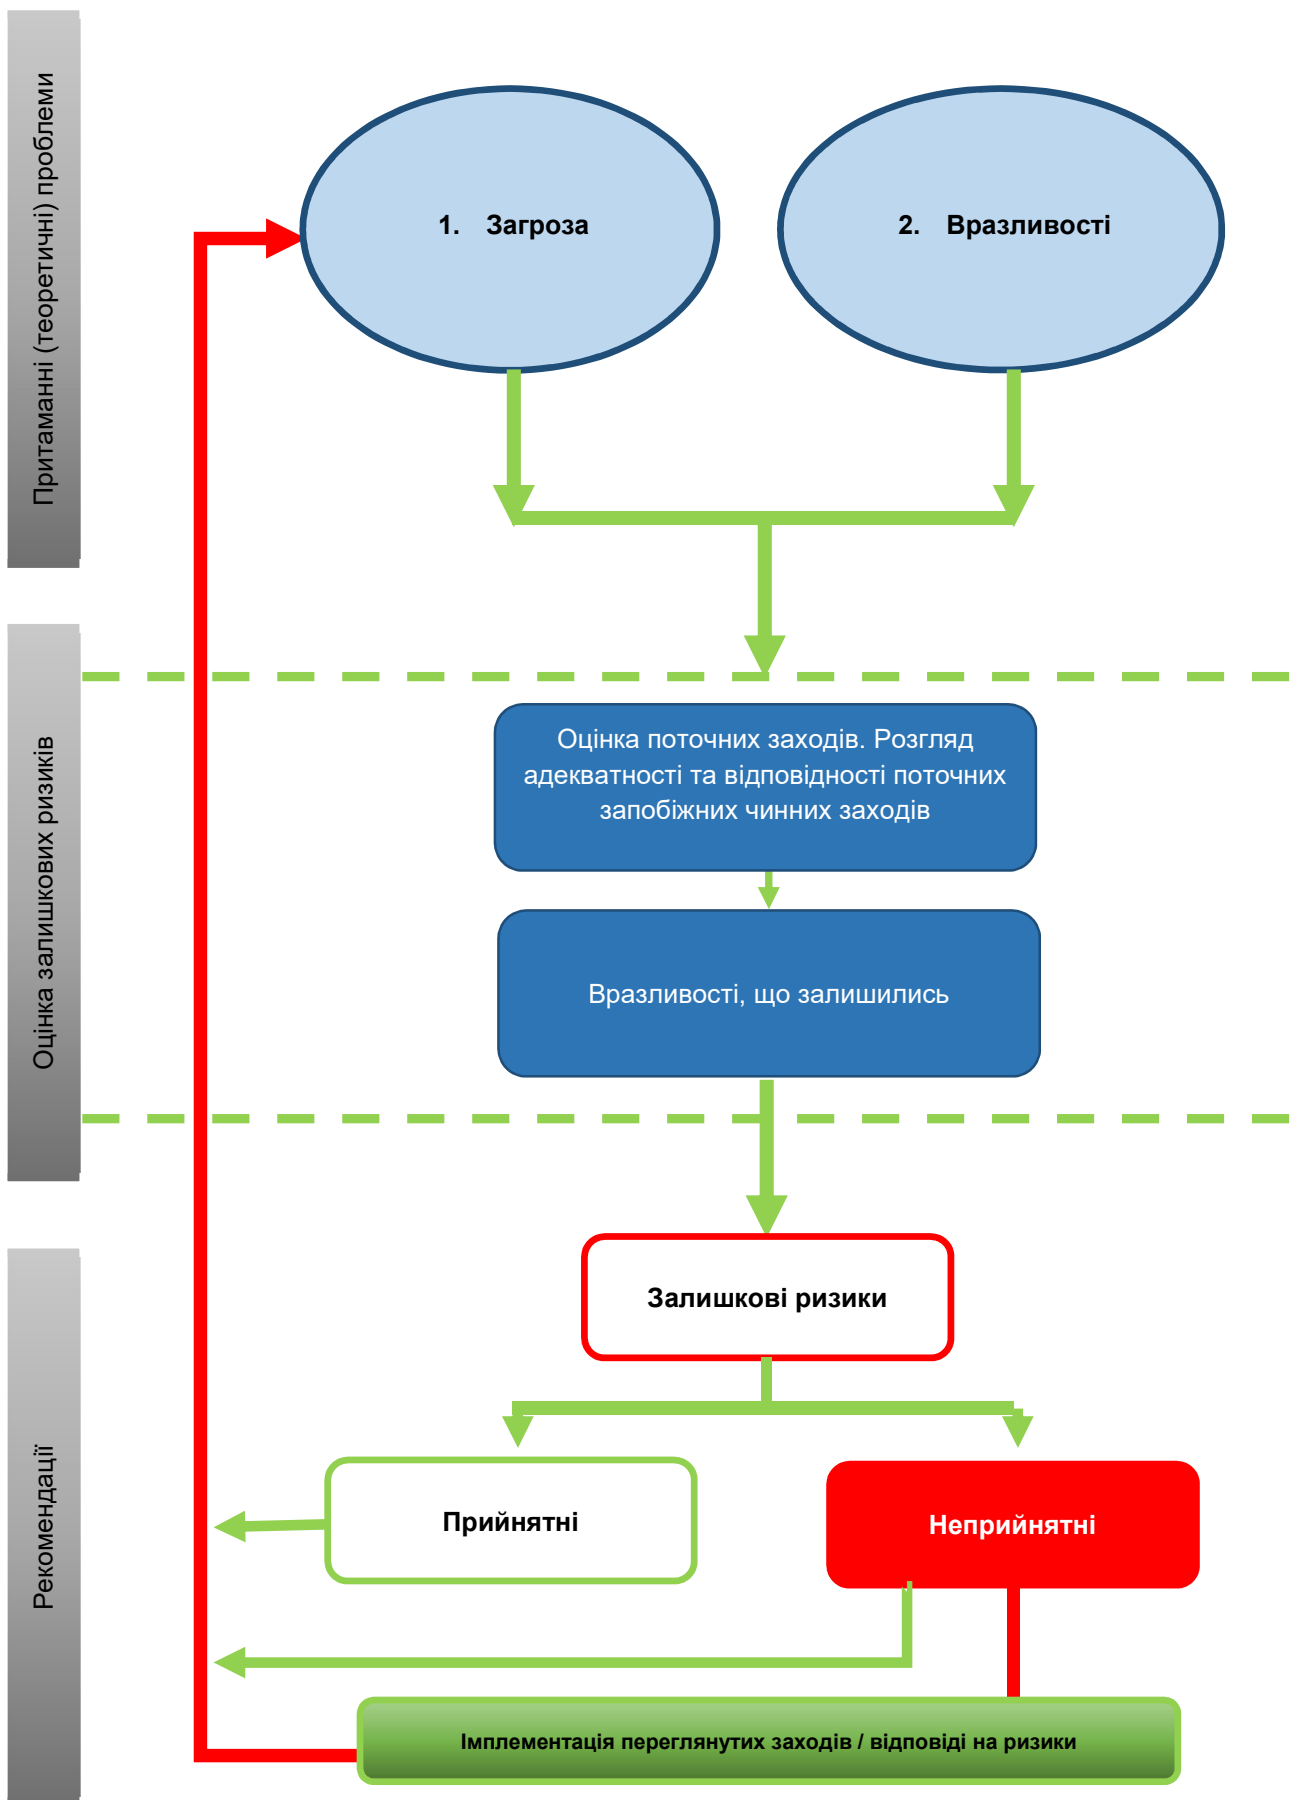 Притаманні (теоретичні) проблеми
1. Загроза
2. Вразливості
Оцінка залишкових ризиків
Оцінка поточних заходів. Розгляд
адекватності та відповідності поточних
запобіжних чинних заходів
Вразливості, що залишились
Рекомендації
Залишкові ризики
Прийнятні
Неприйнятні
Імплементація переглянутих заходів / відповіді на ризики